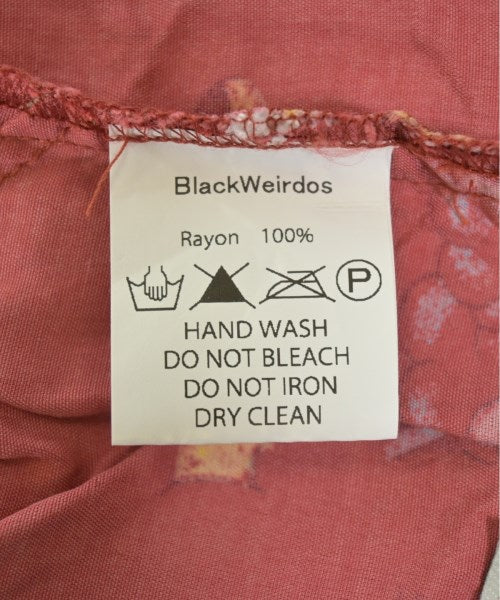 BlackWeirdos
Rayon 100%
P
HAND WASH
DO NOT BLEACH
DO NOT IRON
DRY CLEAN